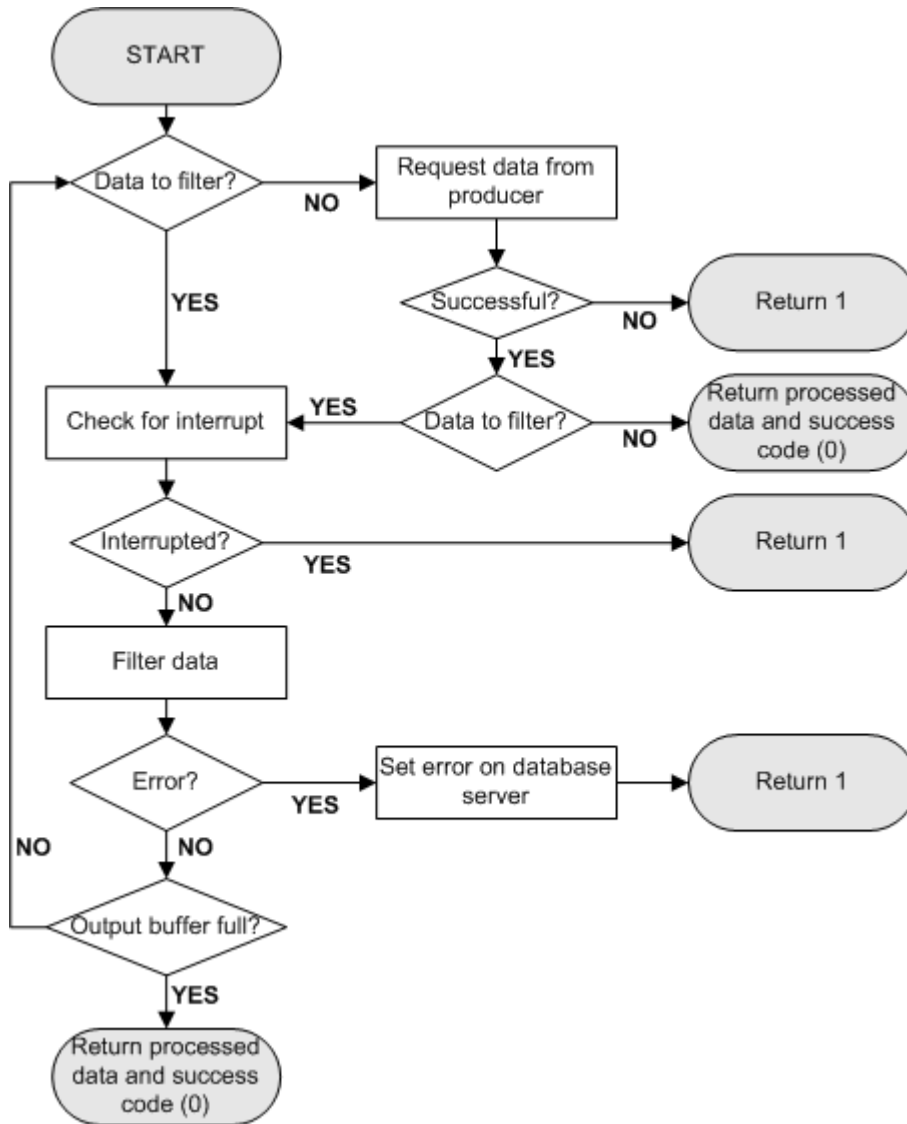 START
Data to filter?
NO
Request data from
producer
YES
Successful?
NO
Return 1
YES
Check for interrupt
YES
Data to filter?
NO
Return processed
data and success
code (0)
Interrupted?
YES
Return 1
NO
Filter data
Error?
YES
Set error on database
server
Return 1
NO
NO
Output buffer full?
YES
Return processed
data and success
code (0)